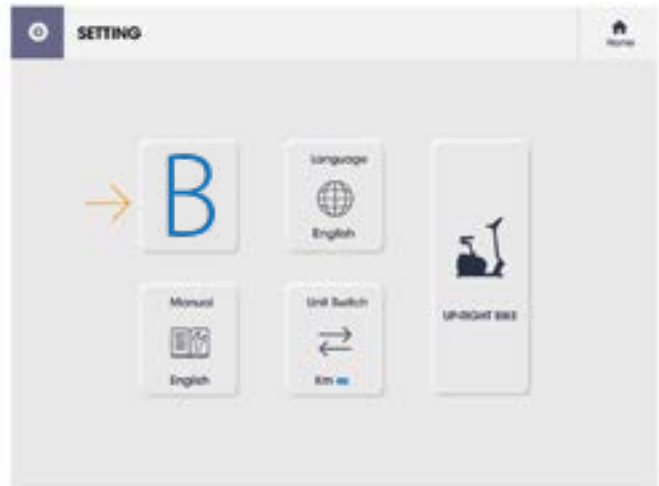 SETTING
Home
B
Language
English
Manual
English
Unit Switch
Km
UP-RIGHT BIKE